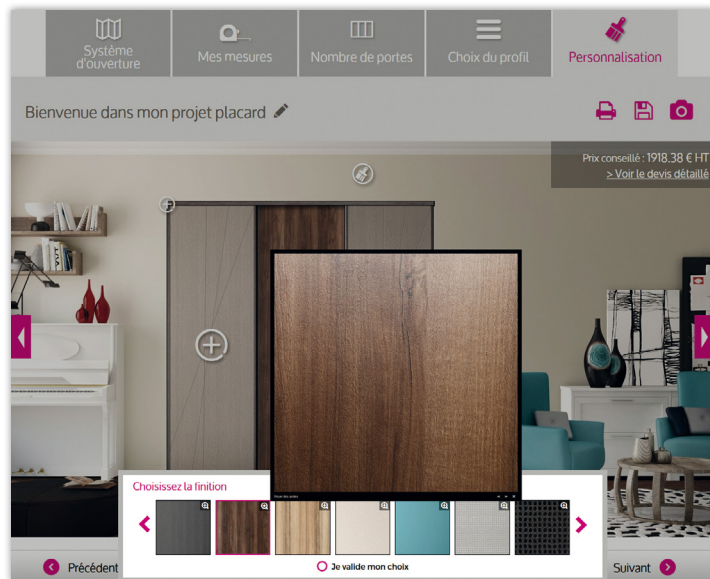 Système
d'ouverture
Mes mesures
Nombre de portes
Choix du profil
Personnalisation
Bienvenue dans mon projet placard
Prix conseillé : 1918.38 € HT
> Voir le devis détaillé
Choisissez la finition
Je valide mon choix
Précédent
Suivant